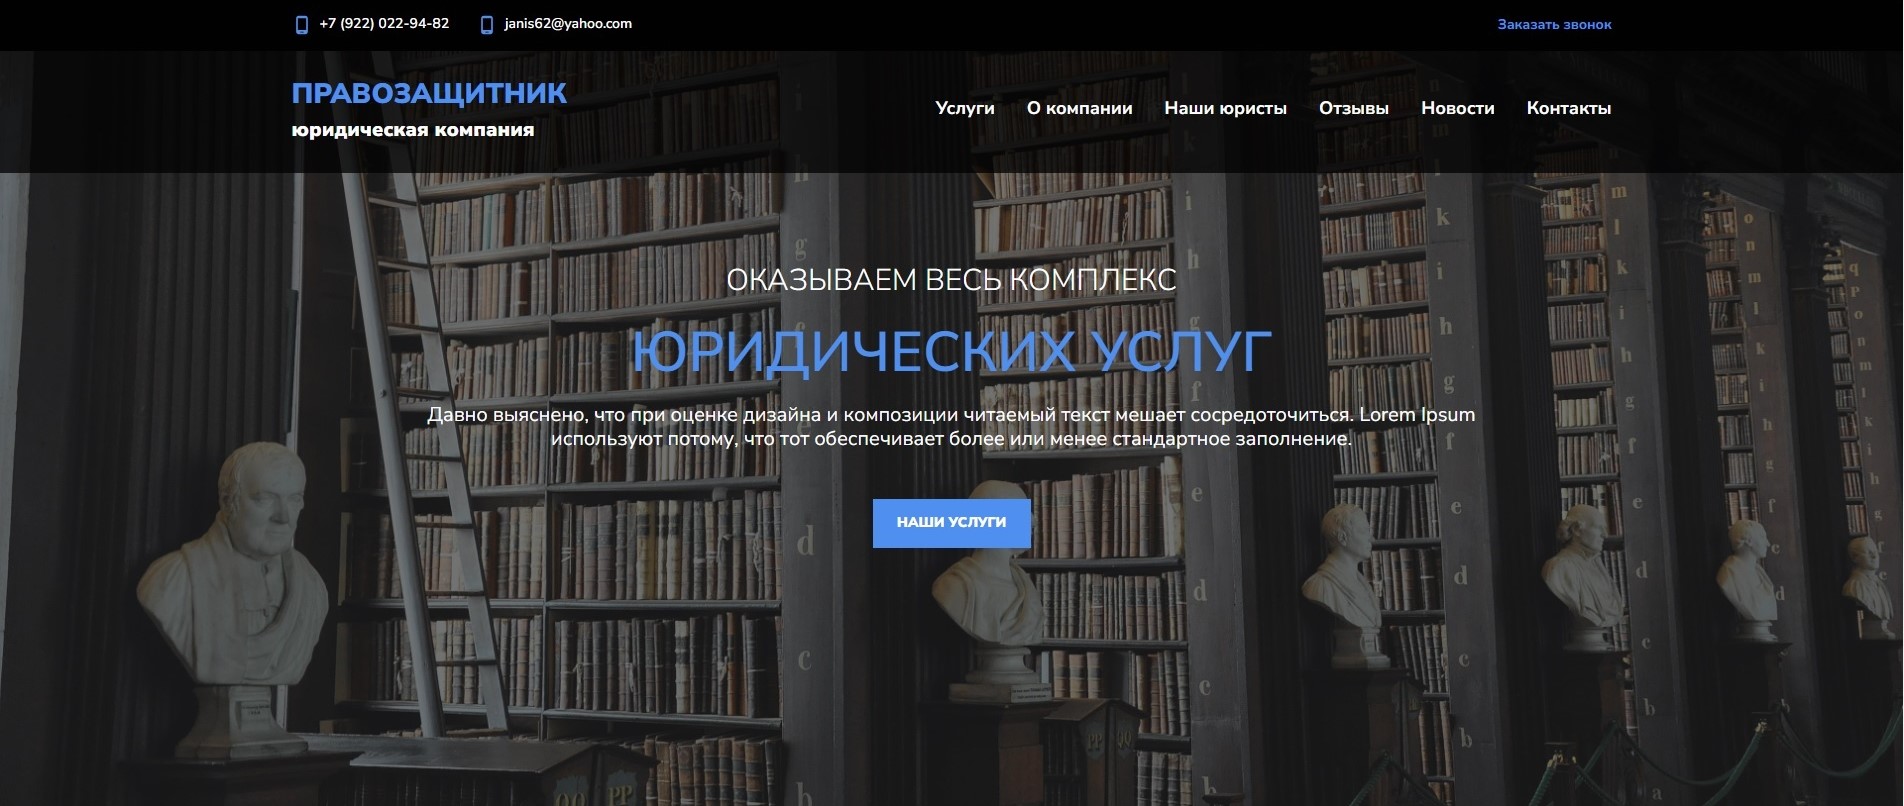 +7 (922) 022-94-82 janis62@yahoo.com Заказать звонок
ПРАВОЗАЩИТНИК
юридическая компания
Услуги О компании Наши юристы Отзывы Новости Контакты
ОКАЗЫВАЕМ ВЕСЬ КОМПЛЕКС
ЮРИДИЧЕСКИХ УСЛУГ
Давно выяснено, что при оценке дизайна и композиции читаемый текст мешает сосредоточиться. Lorem Ipsum
используют потому, что тот обеспечивает более или менее стандартное заполнение.
НАШИ УСЛУГИ